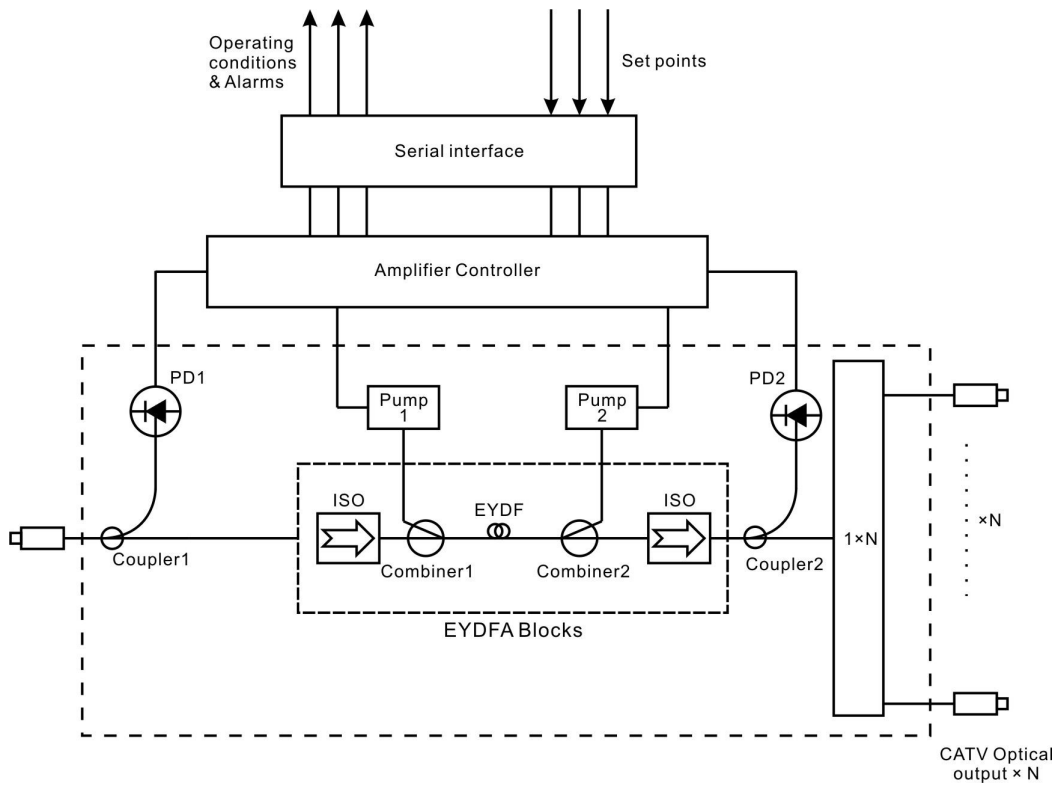 Operating
conditions
& Alarms
Set points
Serial interface
Amplifier Controller
PD1
Pump
1
Pump
2
PD2
ISO
EYDF
ISO
×N
1×N
Coupler1
Combiner1
Combiner2
Coupler2
EYDFA Blocks
CATV Optical
output × N